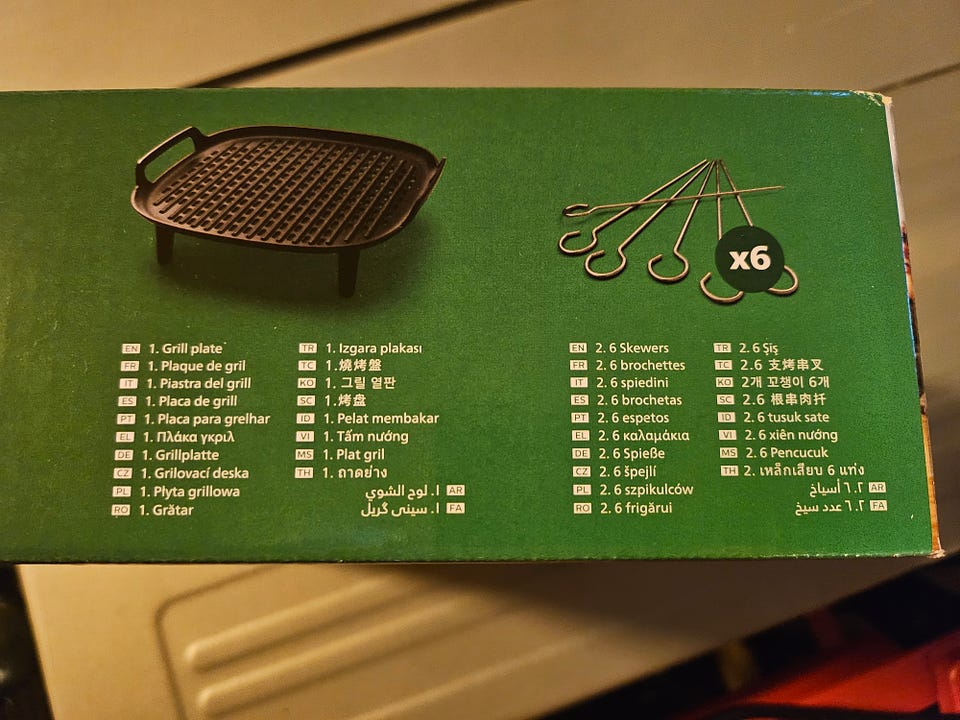 x6
EN 1. Grill plate
FR 1. Plaque de gril
IT 1. Piastra del grill
ES 1. Placa de grill
PT 1. Placa para grelhar
EL 1. Πλάκα γκριλ
DE 1. Grillplatte
CZ 1. Grilovací deska
PL 1. Płyta grillowa
RO 1. Grătar
TR 1. Izgara plakası
TC 1.燒烤盤
KO 1. 그릴 열판
SC 1.烤盘
ID 1. Pelat membakar
VI 1. Tấm nướng
MS 1. Plat gril
TH 1. ถาดย่าง
١. لوح الشوي AR
١. سینی گریل FA
EN 2. 6 Skewers
FR 2. 6 brochettes
IT 2. 6 spiedini
ES 2. 6 brochetas
PT 2. 6 espetos
EL 2. 6 καλαμάκια
DE 2. 6 Spieße
CZ 2. 6 špejlí
PL 2. 6 szpikulców
RO 2. 6 frigărui
TR 2. 6 Şiş
TC 2. 6 支烤串叉
KO 2개 꼬챙이 6개
SC 2. 6 根串肉扦
ID 2. 6 tusuk sate
VI 2. 6 xiên nướng
MS 2. 6 Pencucuk
TH 2. เหล็กเสียบ 6 แท่ง
٢. ٦ أسياخ AR
٢. ٦ عدد سیخ FA